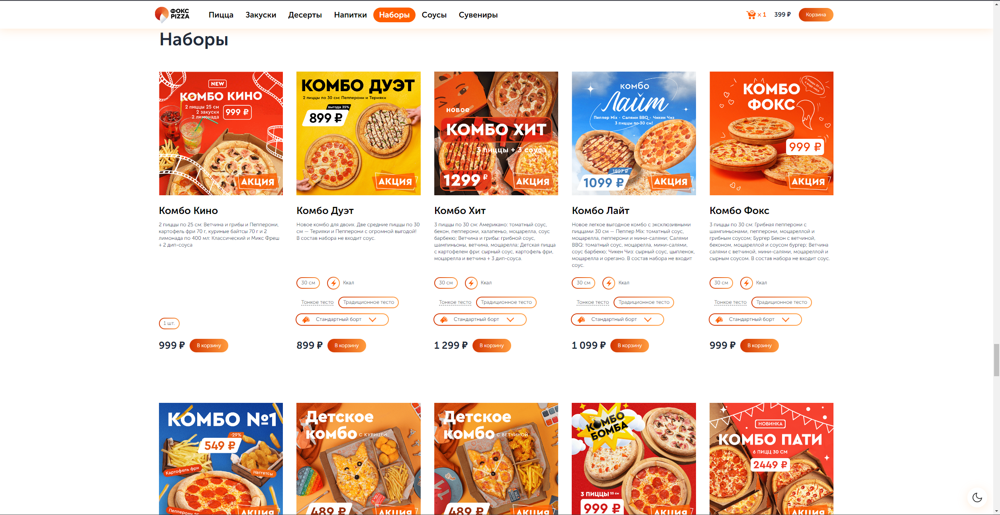 ФОКС
PIZZA
Пицца
Закуски
Десерты
Напитки
Наборы
Соусы
Сувениры
× 1
399 ₽
Корзина
Наборы
NEW
КОМБО КИНО
2 пиццы 25 см
2 закуски
2 лимонада
999 ₽
АКЦИЯ
КОМБО ДУЭТ
2 пиццы по 30 см: Пепперони и Терияки
выгода 35%
899 ₽
АКЦИЯ
новое
КОМБО ХИТ
3 пиццы + 3 соуса
1299 ₽
АКЦИЯ
комбо
Лайт
Пеппер Mix · Салями BBQ · Чикен Чиз
3 пиццы по 30 см!
1827 ₽
1099 ₽
АКЦИЯ
3 пиццы 30 см
4 вида мяса
КОМБО
ФОКС
999 ₽
АКЦИЯ
Комбо Кино
2 пиццы по 25 см: Ветчина и грибы и Пепперони,
картофель фри 70 г, куриные байтсы 70 г и 2
лимонада по 400 мл: Классический и Микс Фреш
+ 2 дип-соуса
1 шт.
999 ₽
В корзину
Комбо Дуэт
Новое комбо для двоих. Две средние пиццы по 30
см — Терияки и Пепперони с огромной выгодой!
В состав набора не входит соус.
30 см
Ккал
Тонкое тесто
Традиционное тесто
Стандартный борт
899 ₽
В корзину
Комбо Хит
3 пиццы по 30 см: Американо: томатный соус,
бекон, пепперони, халапеньо, моцарелла, соус
барбекю; Ветчина и грибы: грибной соус,
шампиньоны, ветчина, моцарелла; Детская пицца
с картофелем фри: сырный соус, картофель фри,
моцарелла и ветчина + 3 дип-соуса.
30 см
Ккал
Тонкое тесто
Традиционное тесто
Стандартный борт
1 299 ₽
В корзину
Комбо Лайт
Новое легкое выгодное комбо с эксклюзивными
пиццами 30 см — Пеппер Mix: томатный соус,
моцарелла, пепперони и мини-салями; Салями
BBQ: томатный соус, моцарелла, мини-салями,
соус барбекю; Чикен Чиз: сырный соус, цыпленок,
моцарелла и орегано. В состав набора не входит
соус.
30 см
Ккал
Тонкое тесто
Традиционное тесто
Стандартный борт
1 099 ₽
В корзину
Комбо Фокс
3 пиццы по 30 см: Грибная пепперони с
шампиньонами, пепперони, моцареллой и
грибным соусом; Бургер Бекон с ветчиной,
беконом, моцареллой и соусом бургер; Ветчина
салями с ветчиной, мини-салями, моцареллой и
сырным соусом. В состав набора не входит соус.
30 см
Ккал
Тонкое тесто
Традиционное тесто
Стандартный борт
999 ₽
В корзину
КОМБО №1
-29%
549 ₽
Картофель фри
Наггетсы
Пепперони 25
АКЦИЯ
Детское
комбо С КУРИЦЕЙ
489 ₽
АКЦИЯ
Детское
комбо С ВЕТЧИНОЙ
489 ₽
АКЦИЯ
КОМБО
БОМБА
3 ПИЦЦЫ 25 см
999 ₽
АКЦИЯ
НОВИНКА
КОМБО ПАТИ
6 ПИЦЦ 30 СМ
2449 ₽
АКЦИЯ